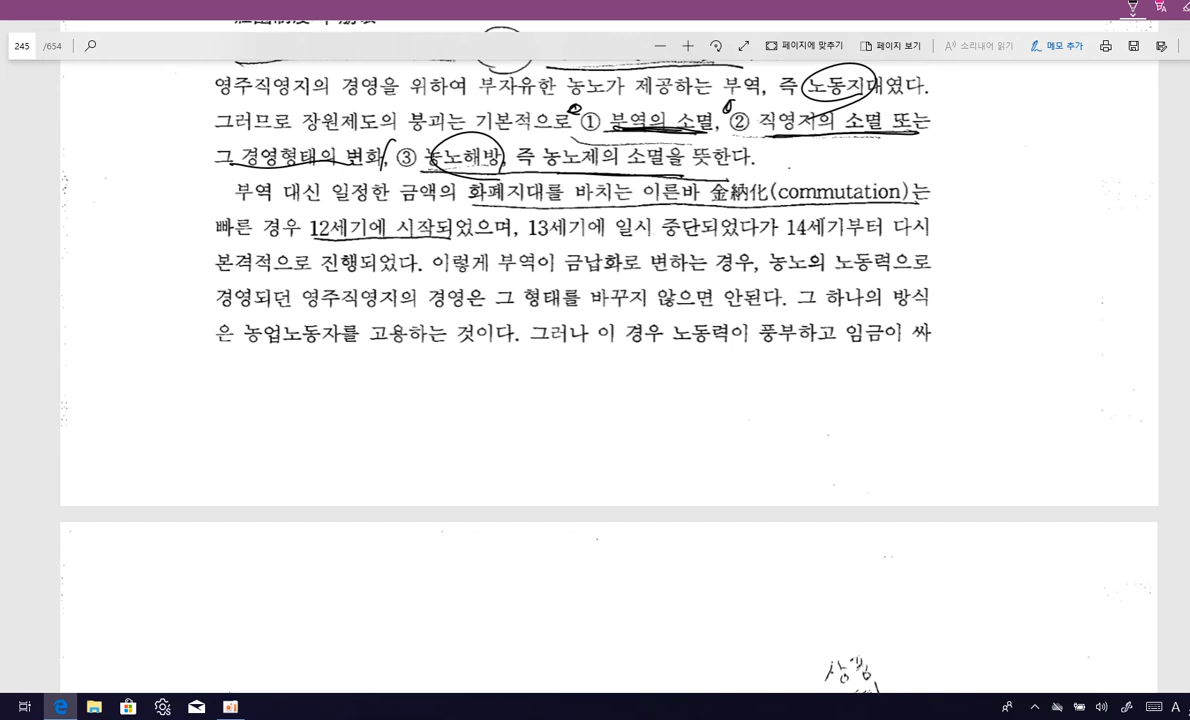 245 /654 페이지에 맞추기 페이지 보기 소리내어 읽기 메모 추가
영주직영지의 경영을 위하여 부자유한 농노가 제공하는 부역, 즉 노동지대였다.
그러므로 장원제도의 붕괴는 기본적으로 ① 부역의 소멸, ② 직영지의 소멸 또는
그 경영형태의 변화, ③ 농노해방, 즉 농노제의 소멸을 뜻한다.
부역 대신 일정한 금액의 화폐지대를 바치는 이른바 金納化(commutation)는
빠른 경우 12세기에 시작되었으며, 13세기에 일시 중단되었다가 14세기부터 다시
본격적으로 진행되었다. 이렇게 부역이 금납화로 변하는 경우, 농노의 노동력으로
경영되던 영주직영지의 경영은 그 형태를 바꾸지 않으면 안된다. 그 하나의 방식
은 농업노동자를 고용하는 것이다. 그러나 이 경우 노동력이 풍부하고 임금이 싸